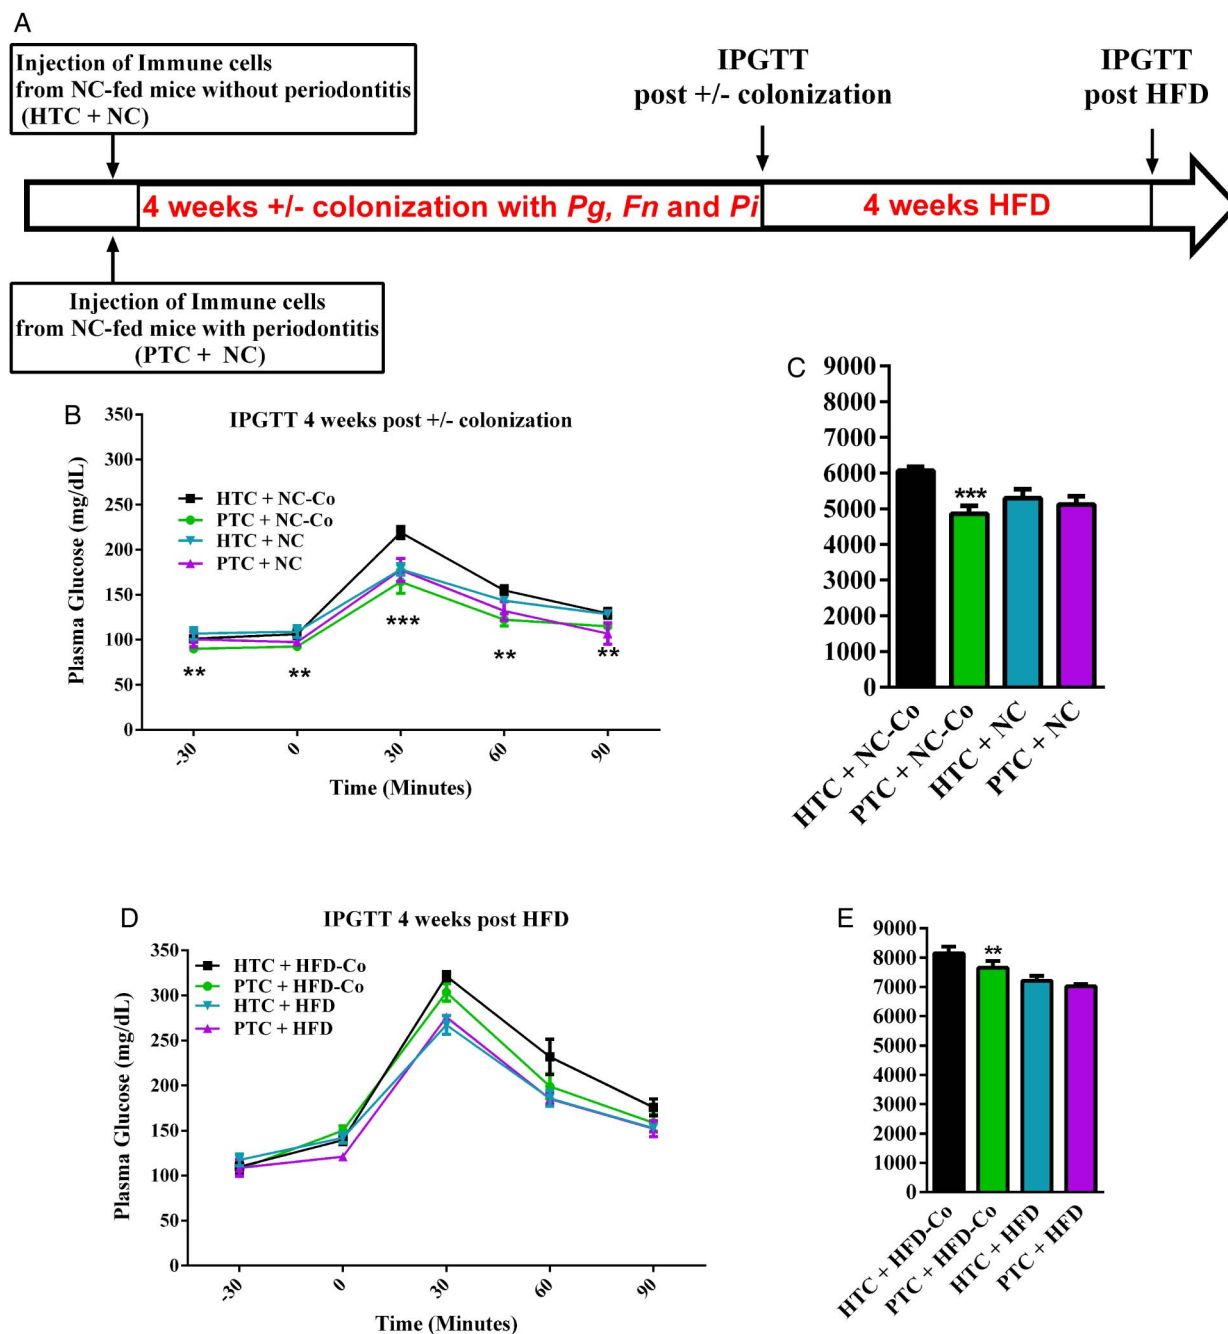 A
Injection of Immune cells
from NC-fed mice without periodontitis
(HTC + NC)
IPGTT
post +/- colonization
IPGTT
post HFD
4 weeks +/- colonization with Pg, Fn and Pi
4 weeks HFD
Injection of Immune cells
from NC-fed mice with periodontitis
(PTC + NC)
B
IPGTT 4 weeks post +/- colonization
Plasma Glucose (mg/dL)
350
300
250
200
150
100
50
0
HTC + NC-Co
PTC + NC-Co
HTC + NC
PTC + NC
**
**
***
**
**
-30
0
30
60
90
Time (Minutes)
C
9000
8000
7000
6000
5000
4000
3000
2000
1000
0
***
HTC + NC-Co
PTC + NC-Co
HTC + NC
PTC + NC
D
IPGTT 4 weeks post HFD
Plasma Glucose (mg/dL)
350
300
250
200
150
100
50
0
HTC + HFD-Co
PTC + HFD-Co
HTC + HFD
PTC + HFD
-30
0
30
60
90
Time (Minutes)
E
9000
8000
7000
6000
5000
4000
3000
2000
1000
0
**
HTC + HFD-Co
PTC + HFD-Co
HTC + HFD
PTC + HFD